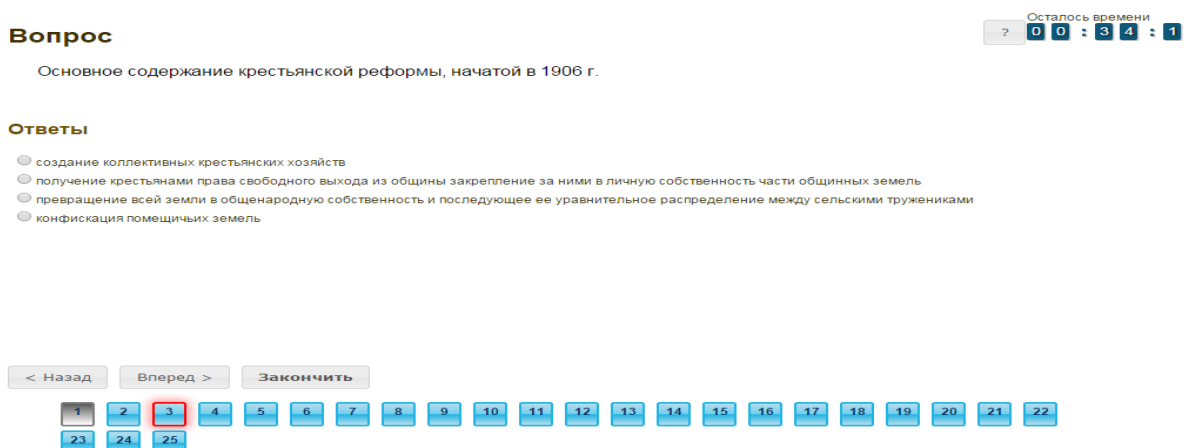 Осталось времени
Вопрос
? 0 0 : 3 4 : 1
Основное содержание крестьянской реформы, начатой в 1906 г.
Ответы
создание коллективных крестьянских хозяйств
получение крестьянами права свободного выхода из общины закрепление за ними в личную собственность части общинных земель
превращение всей земли в общенародную собственность и последующее ее уравнительное распределение между сельскими тружениками
конфискация помещичьих земель
< Назад Вперед > Закончить
1 2 3 4 5 6 7 8 9 10 11 12 13 14 15 16 17 18 19 20 21 22
23 24 25